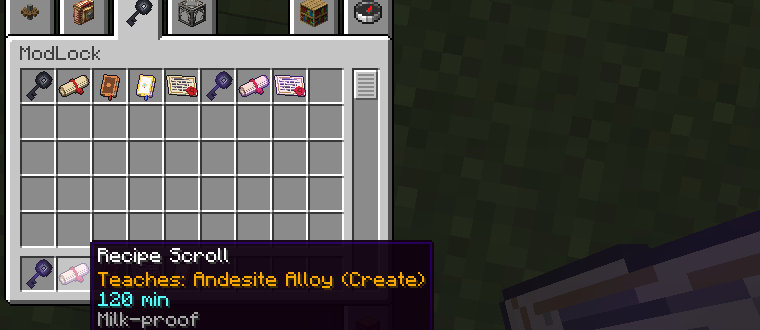 ModLock
Recipe Scroll
Teaches: Andesite Alloy (Create)
120 min
Milk-proof